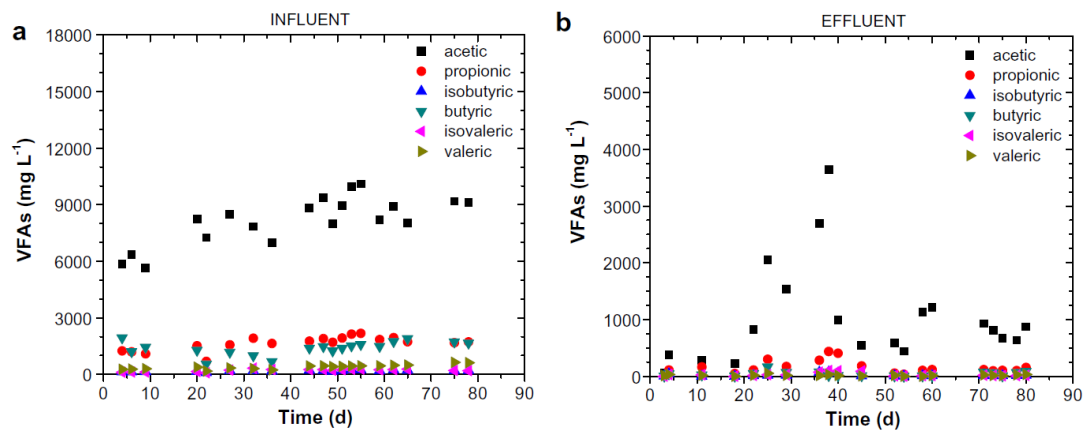 a
INFLUENT
18000
15000
12000
9000
6000
3000
0
VFAs (mg L⁻¹)
acetic
propionic
isobutyric
butyric
isovaleric
valeric
0 10 20 30 40 50 60 70 80 90
Time (d)
b
EFFLUENT
6000
5000
4000
3000
2000
1000
0
VFAs (mg L⁻¹)
acetic
propionic
isobutyric
butyric
isovaleric
valeric
0 10 20 30 40 50 60 70 80 90
Time (d)